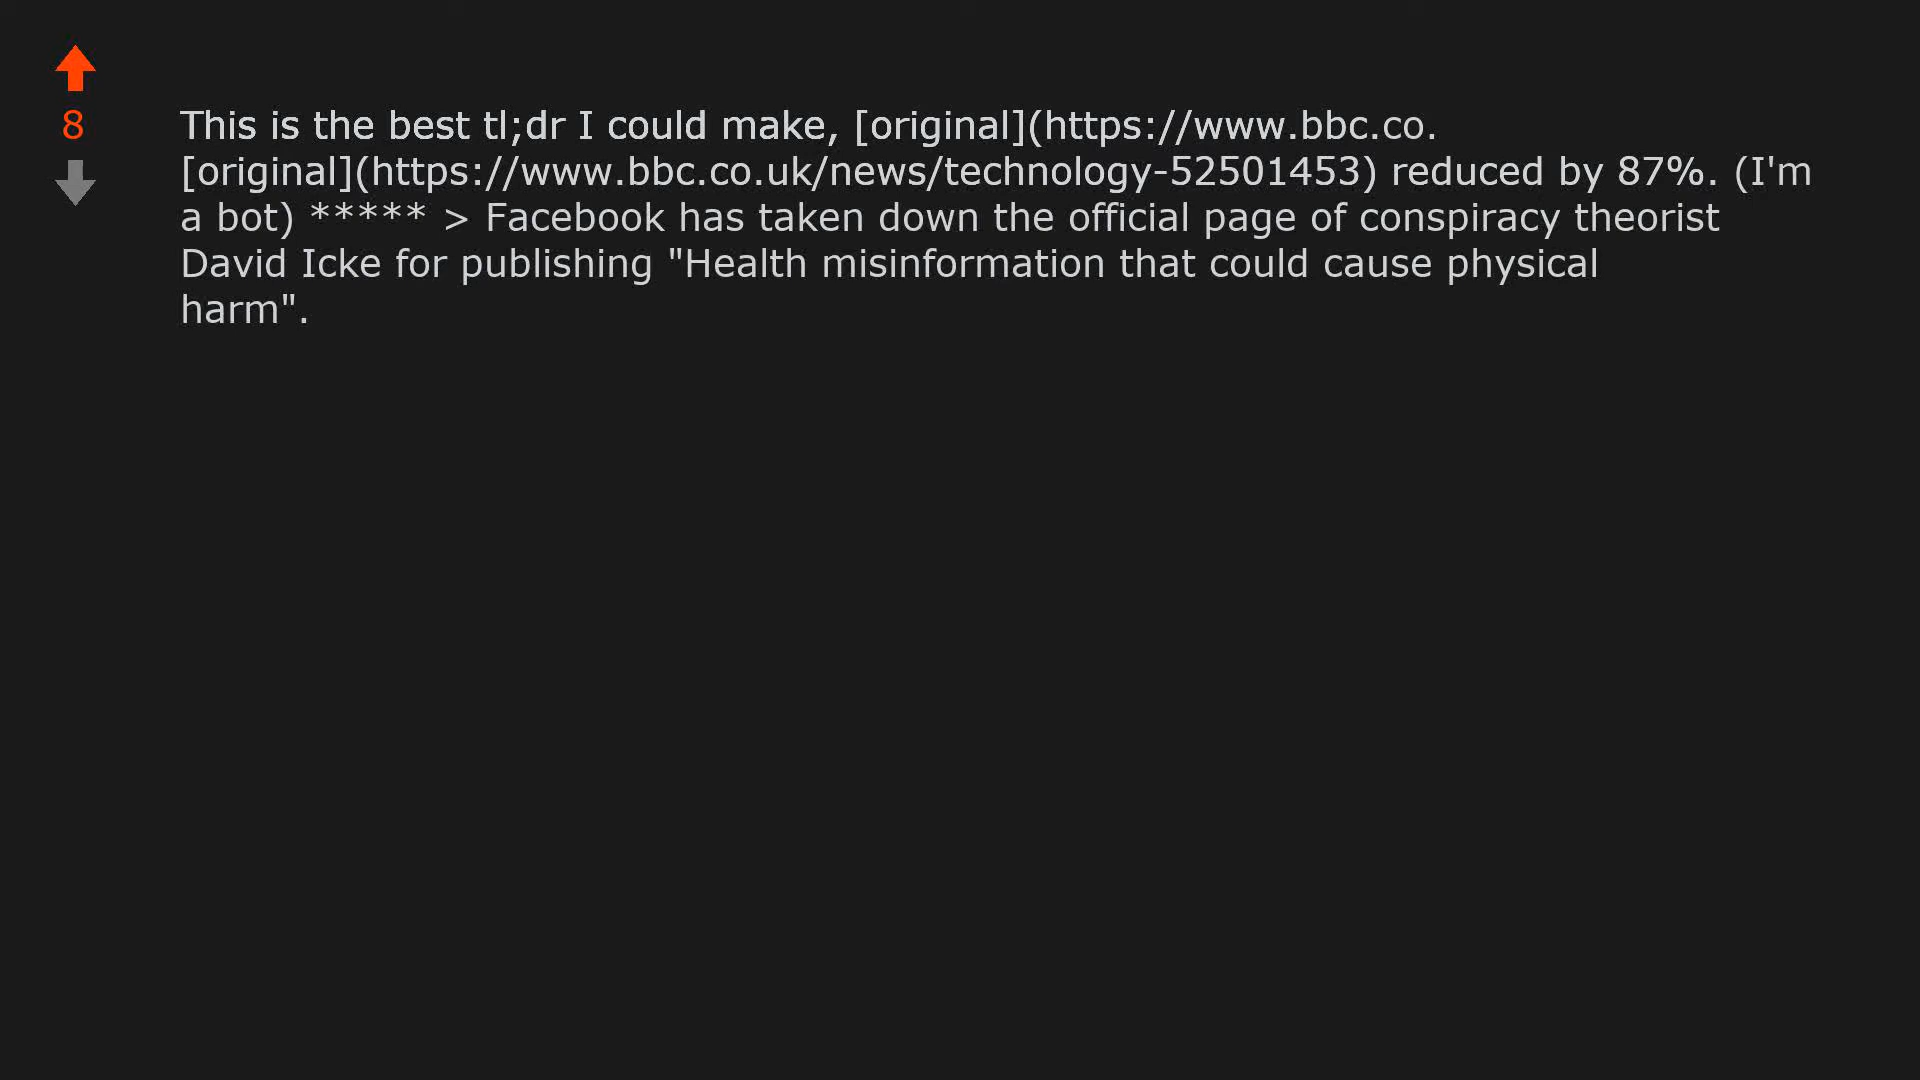 8
This is the best tl;dr I could make, [original](https://www.bbc.co.
[original](https://www.bbc.co.uk/news/technology-52501453) reduced by 87%. (I'm
a bot) ***** > Facebook has taken down the official page of conspiracy theorist
David Icke for publishing "Health misinformation that could cause physical
harm".